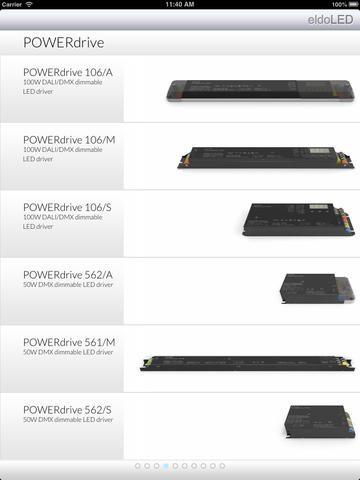 Carrier 11:40 AM 100%
eldoLED
POWERdrive
POWERdrive 106/A
100W DALI/DMX dimmable
LED driver
POWERdrive 106/M
100W DALI/DMX dimmable
LED driver
POWERdrive 106/S
100W DALI/DMX dimmable
LED driver
POWERdrive 562/A
50W DMX dimmable LED driver
POWERdrive 561/M
50W DMX dimmable LED driver
POWERdrive 562/S
50W DMX dimmable LED driver